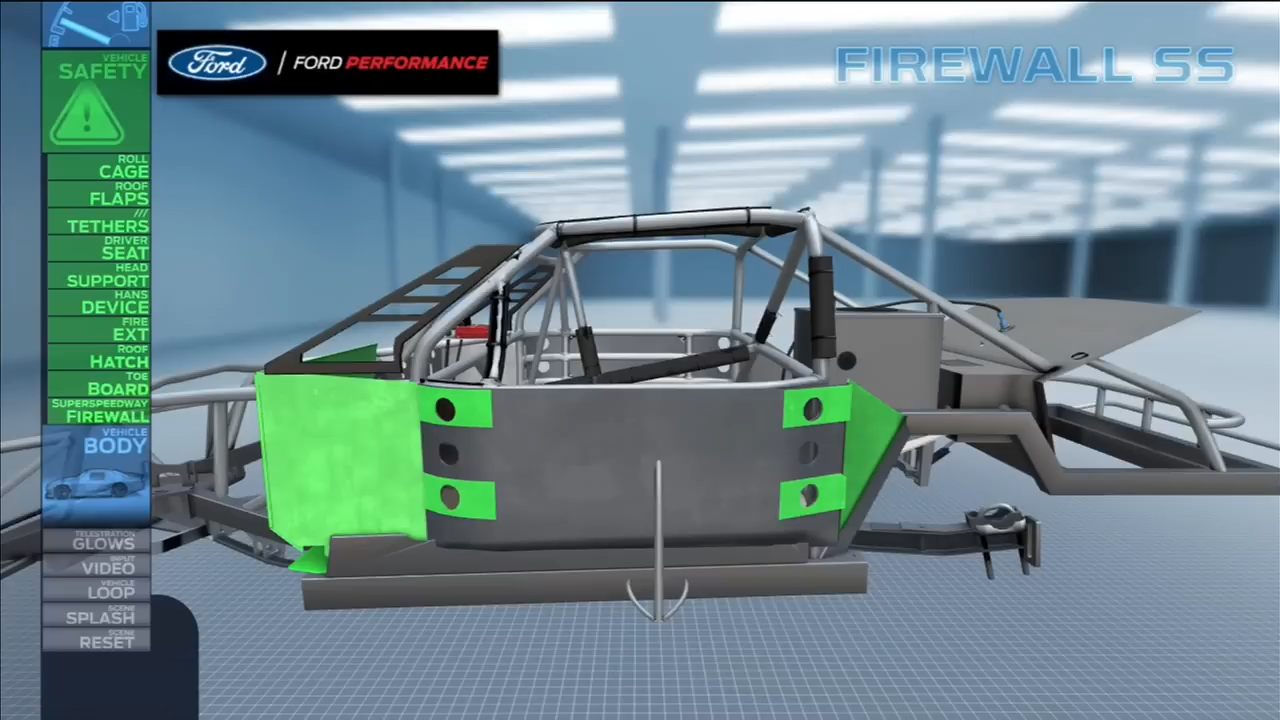 VEHICLE
SAFETY
Ford / FORD PERFORMANCE
FIREWALL SS
ROLL
CAGE
ROOF
FLAPS
///
TETHERS
DRIVER
SEAT
HEAD
SUPPORT
HANS
DEVICE
FIRE
EXT
ROOF
HATCH
TOE
BOARD
SUPERSPEEDWAY
FIREWALL
VEHICLE
BODY
TELESTRATION
GLOWS
INPUT
VIDEO
VEHICLE
LOOP
SCENE
SPLASH
SCENE
RESET